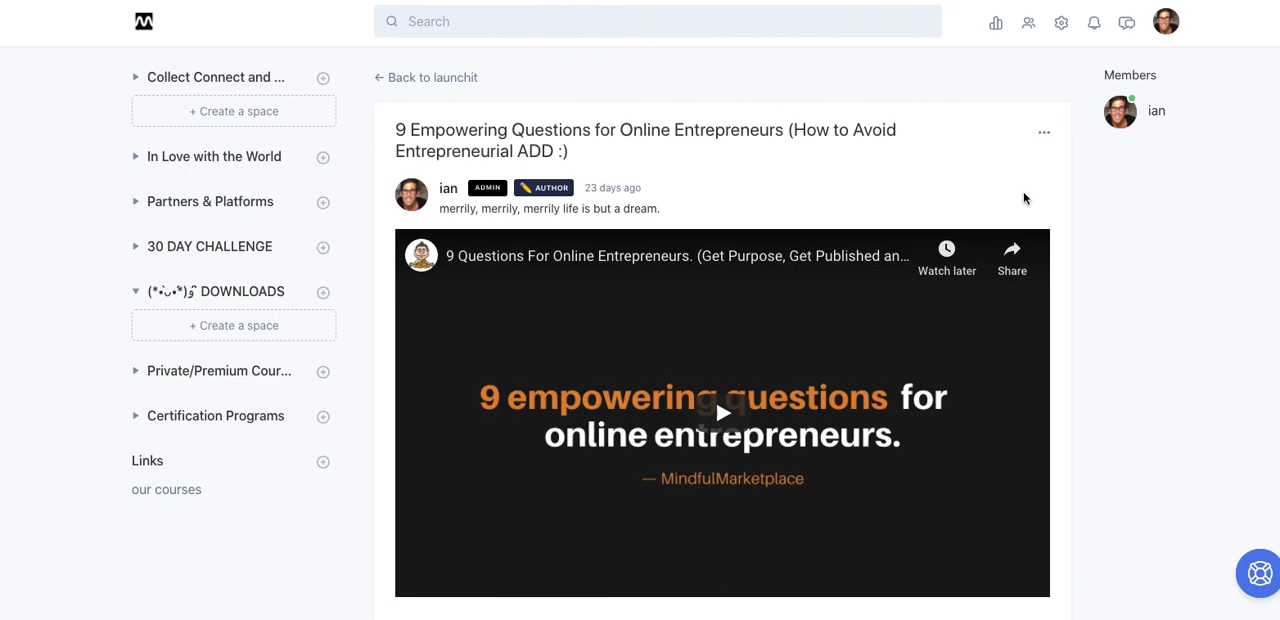 Search
Collect Connect and ...
+ Create a space
In Love with the World
Partners & Platforms
30 DAY CHALLENGE
(*•̀ᴗ•́*)و ̑̑ DOWNLOADS
+ Create a space
Private/Premium Cour...
Certification Programs
Links
our courses
← Back to launchit
9 Empowering Questions for Online Entrepreneurs (How to Avoid
Entrepreneurial ADD :)
ian ADMIN ✏️ AUTHOR 23 days ago
merrily, merrily, merrily life is but a dream.
9 Questions For Online Entrepreneurs. (Get Purpose, Get Published an...
Watch later
Share
9 empowering questions for
online entrepreneurs.
— MindfulMarketplace
Members
ian